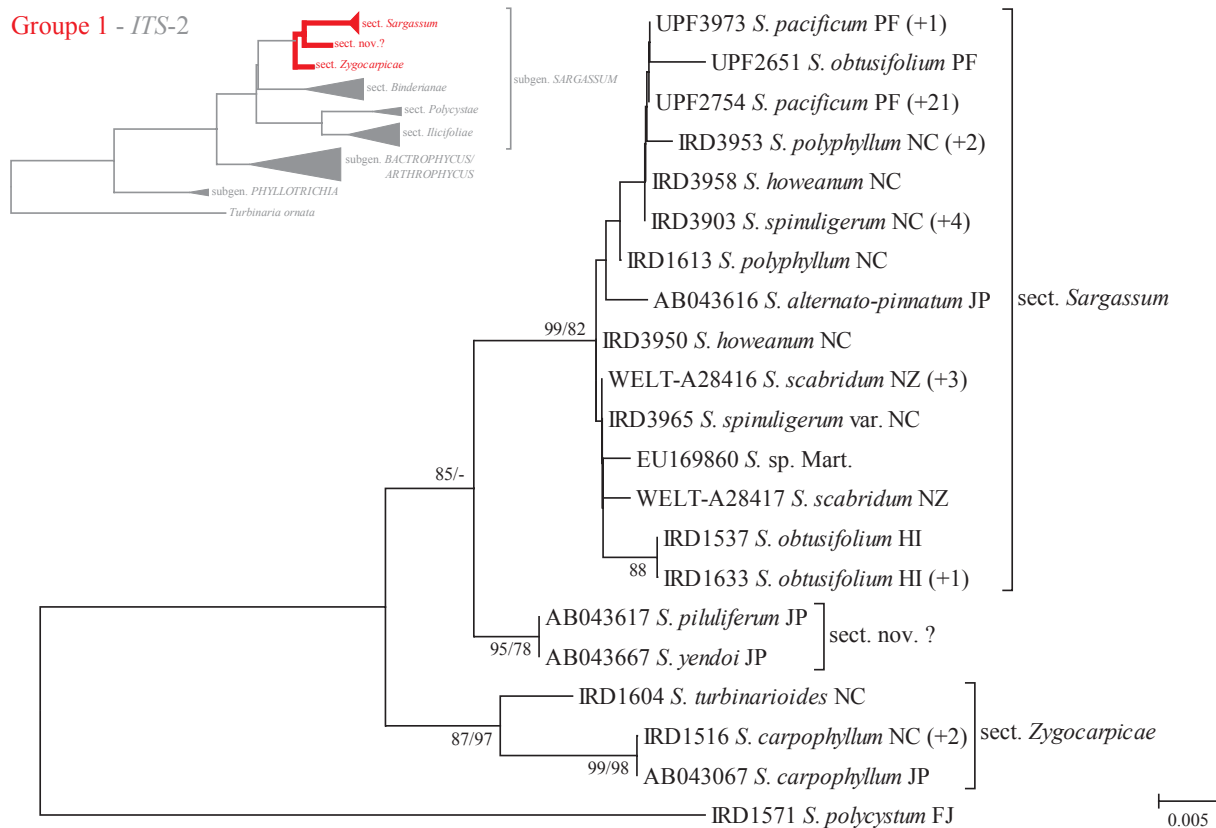 Groupe 1 - ITS-2
sect. Sargassum
sect. nov.?
sect. Zygocarpicae
sect. Binderianae
subgen. SARGASSUM
sect. Polycystae
sect. Ilicifoliae
subgen. BACTROPHYCUS/
ARTHROPHYCUS
subgen. PHYLLOTRICHIA
Turbinaria ornata
UPF3973 S. pacificum PF (+1)
UPF2651 S. obtusifolium PF
UPF2754 S. pacificum PF (+21)
IRD3953 S. polyphyllum NC (+2)
IRD3958 S. howeanum NC
IRD3903 S. spinuligerum NC (+4)
IRD1613 S. polyphyllum NC
AB043616 S. alternato-pinnatum JP
sect. Sargassum
99/82
IRD3950 S. howeanum NC
WELT-A28416 S. scabridum NZ (+3)
IRD3965 S. spinuligerum var. NC
EU169860 S. sp. Mart.
85/-
WELT-A28417 S. scabridum NZ
IRD1537 S. obtusifolium HI
88
IRD1633 S. obtusifolium HI (+1)
AB043617 S. piluliferum JP
95/78
sect. nov. ?
AB043667 S. yendoi JP
IRD1604 S. turbinarioides NC
87/97
IRD1516 S. carpophyllum NC (+2)
sect. Zygocarpicae
99/98
AB043067 S. carpophyllum JP
IRD1571 S. polycystum FJ
0.005